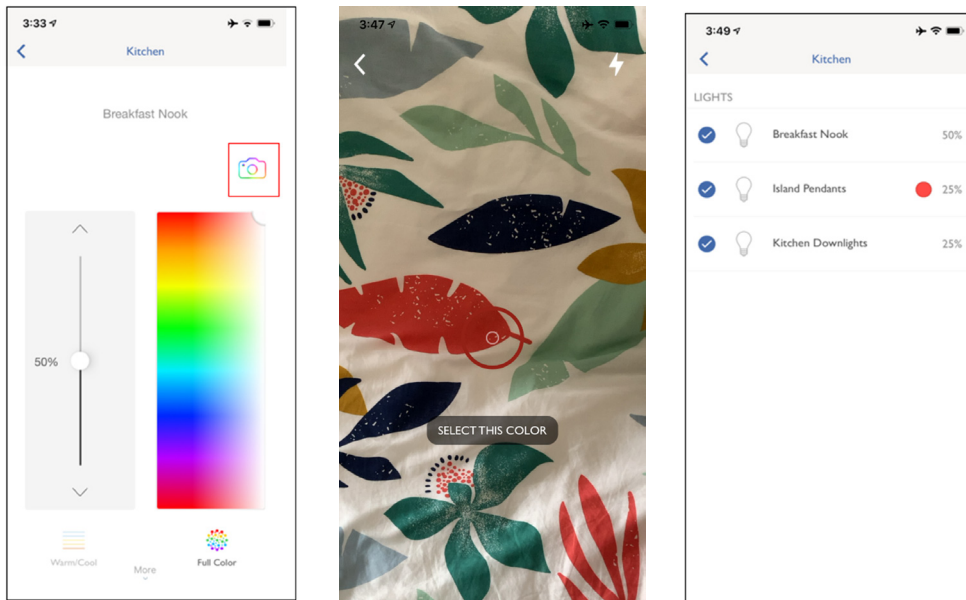 3:33
Kitchen
Breakfast Nook
50%
Warm/Cool
More
Full Color
3:47
SELECT THIS COLOR
3:49
Kitchen
LIGHTS
Breakfast Nook 50%
Island Pendants 25%
Kitchen Downlights 25%